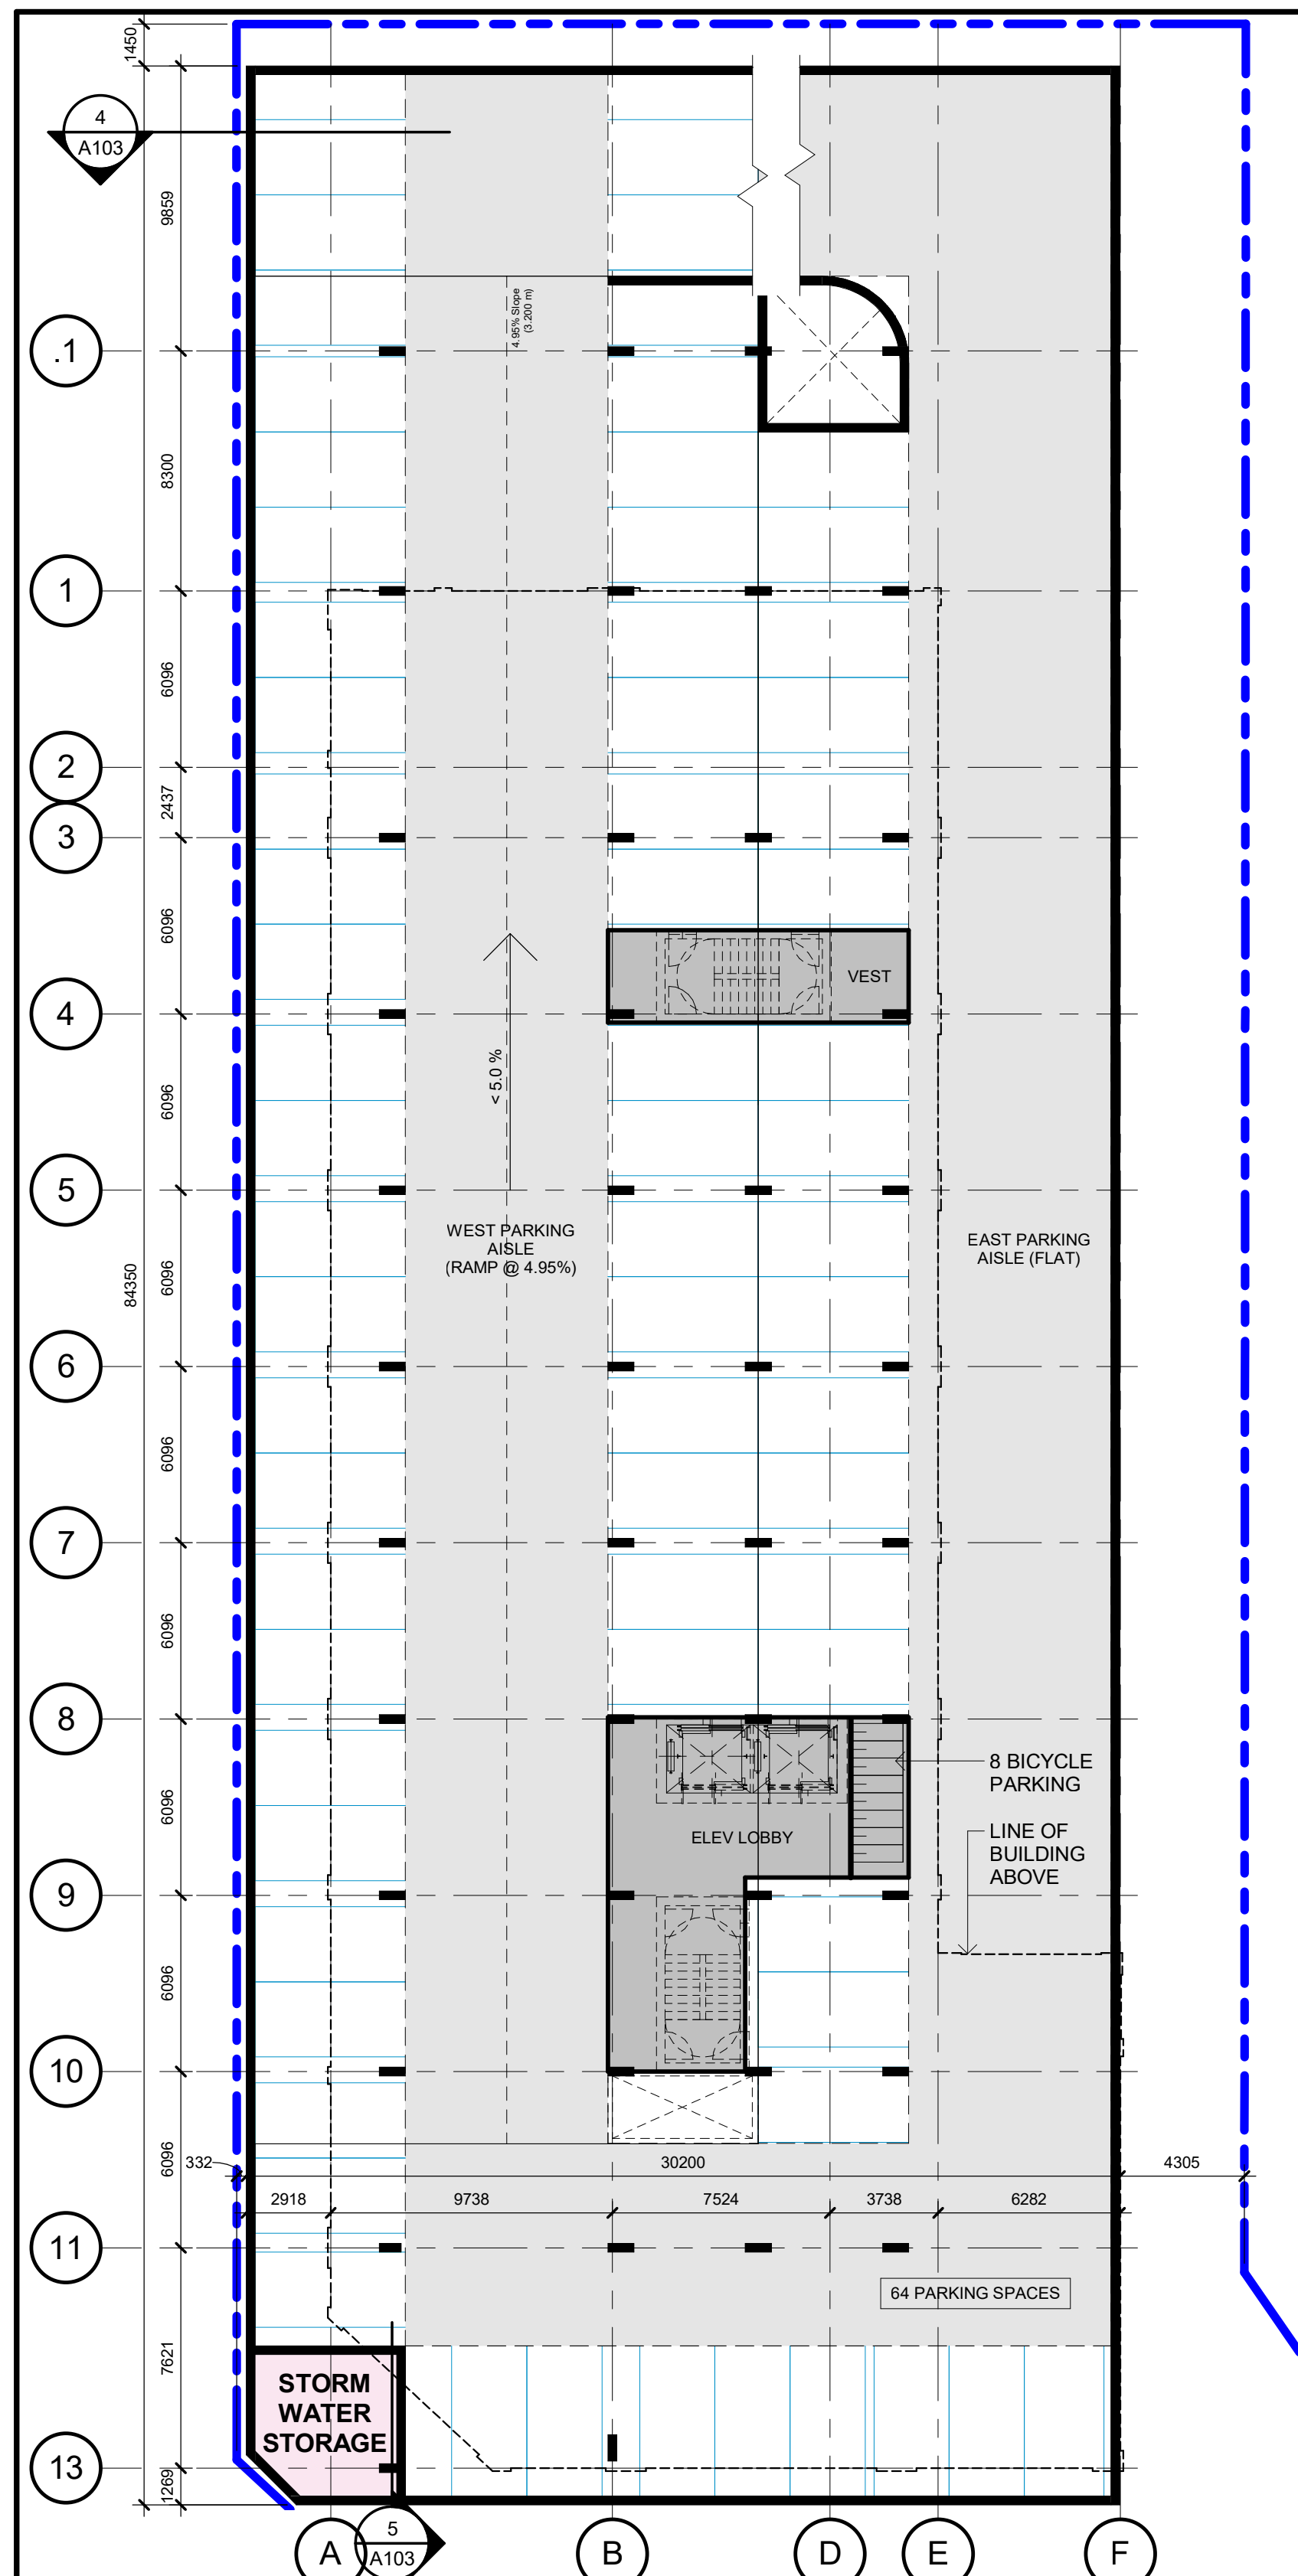 1450
4
A103
9859
4.95% Slope
(3.200 m)
.1
8300
1
6096
2
2437
3
6096
VEST
4
< 5.0 %
6096
5
WEST PARKING
AISLE
(RAMP @ 4.95%)
EAST PARKING
AISLE (FLAT)
84350
6096
6
6096
7
6096
8
8 BICYCLE
PARKING
6096
ELEV LOBBY
LINE OF
BUILDING
ABOVE
9
6096
10
6096
332
30200
4305
2918
9738
7524
3738
6282
11
64 PARKING SPACES
7621
STORM
WATER
STORAGE
13
1269
5
A103
A
B
D
E
F